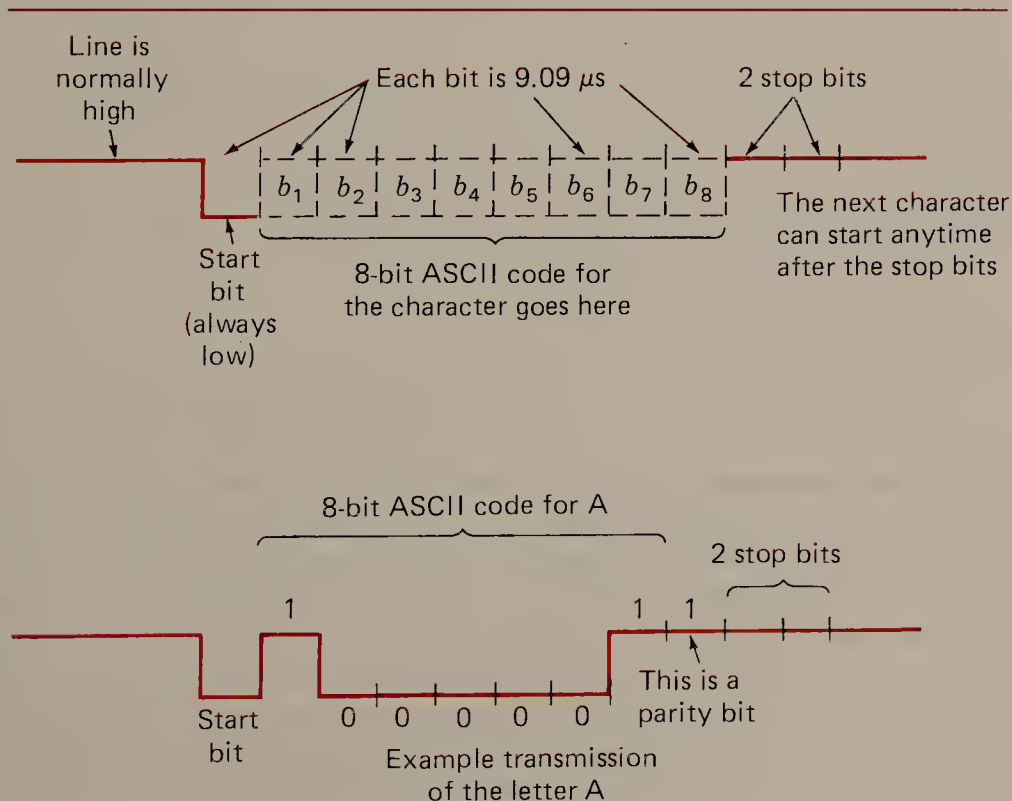 Line is
normally
high
Each bit is 9.09 μs
2 stop bits
b₁ b₂ b₃ b₄ b₅ b₆ b₇ b₈
Start
bit
(always
low)
8-bit ASCII code for
the character goes here
The next character
can start anytime
after the stop bits
8-bit ASCII code for A
2 stop bits
1 1 1
Start
bit
0 0 0 0 0
This is a
parity bit
Example transmission
of the letter A